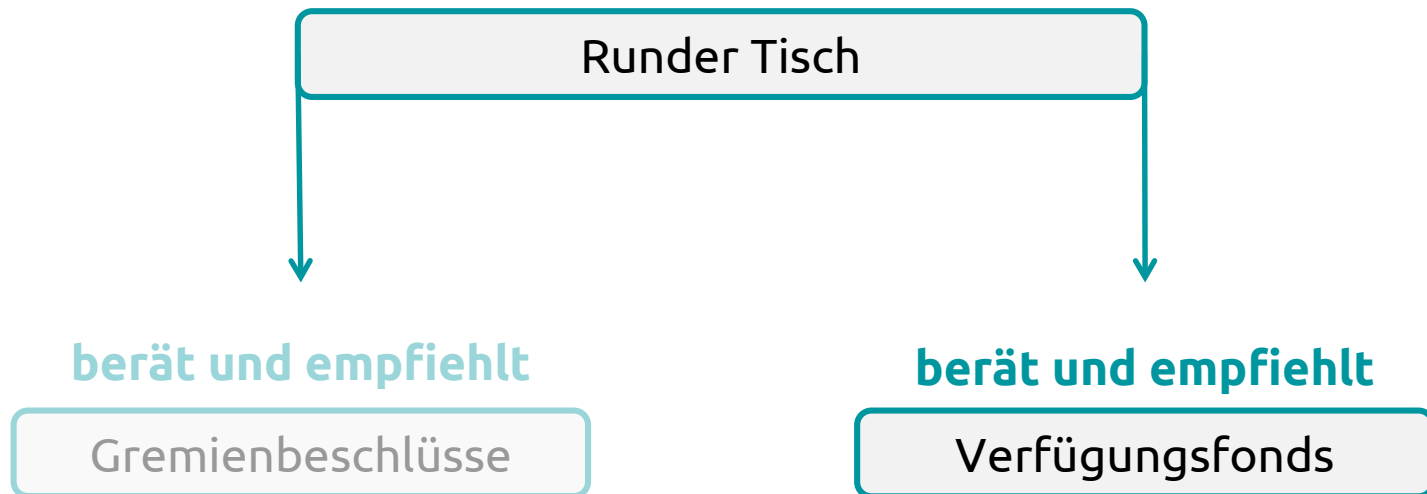 Runder Tisch
berät und empfiehlt
berät und empfiehlt
Gremienbeschlüsse
Verfügungsfonds